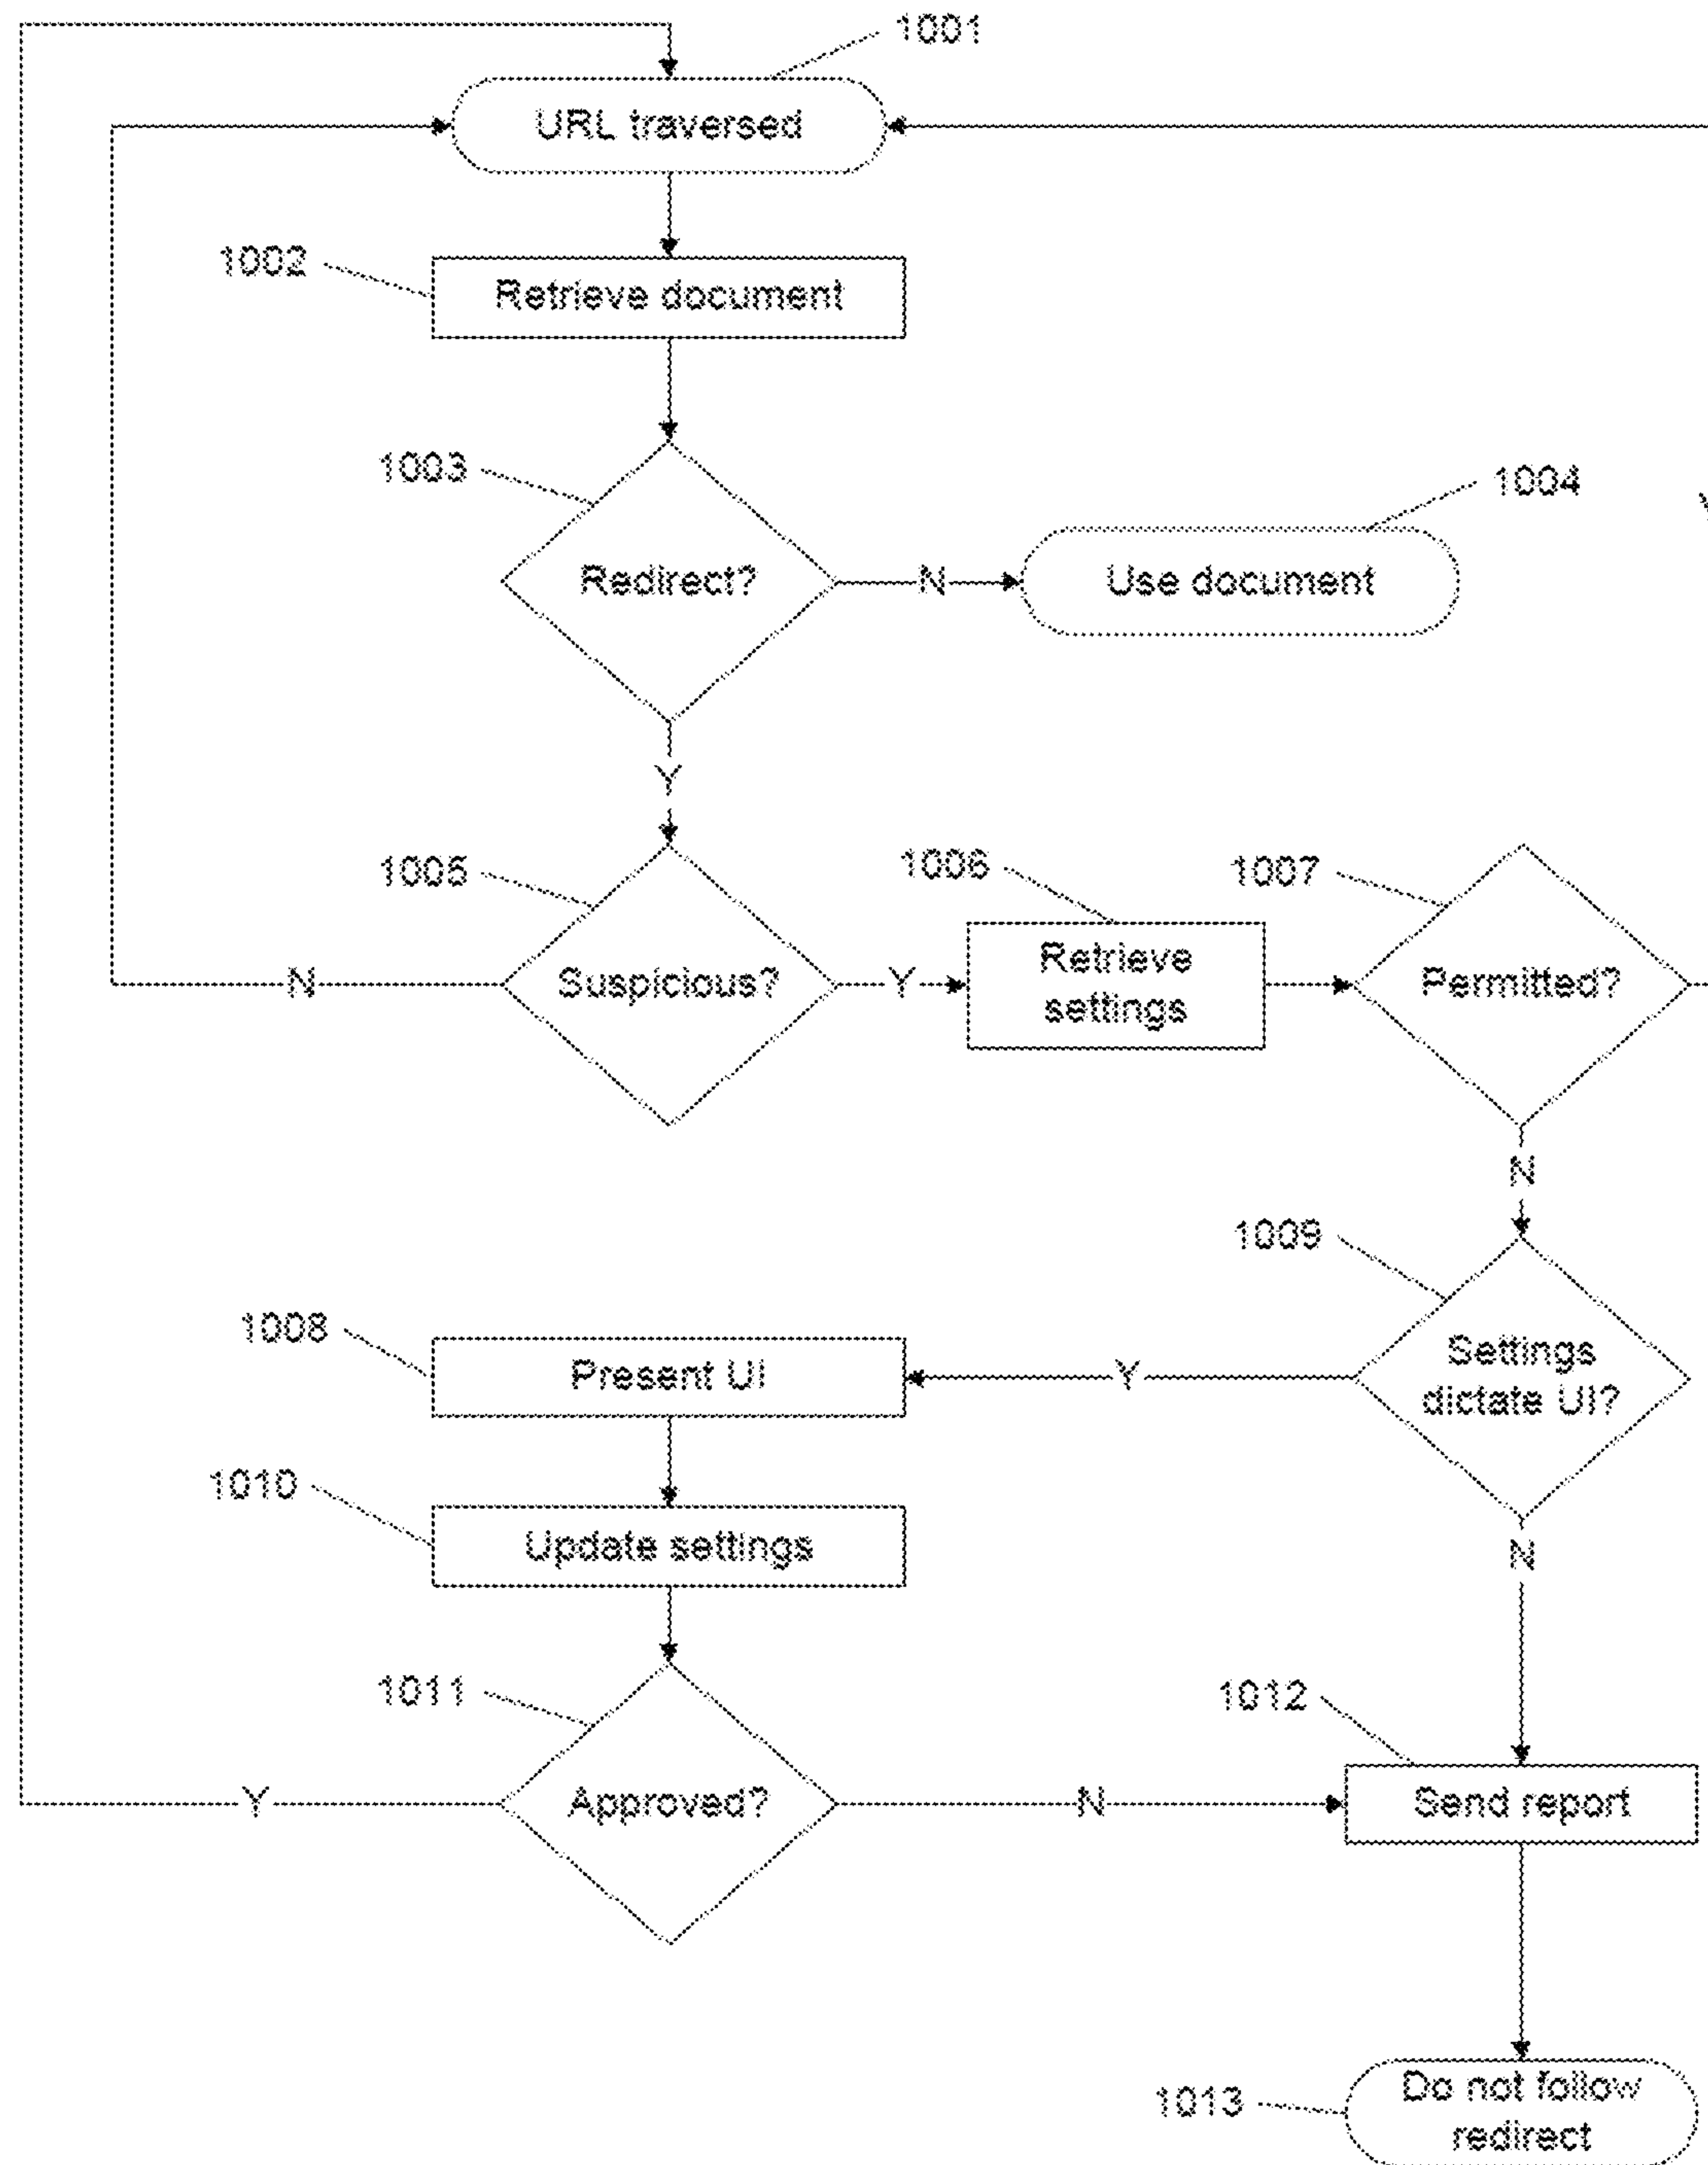 1001
URL traversed
1002
Retrieve document
1003
1004
Redirect?
N
Use document
Y
1005
1006
1007
Suspicious?
N
Y
Retrieve
settings
Permitted?
N
1009
1008
Present UI
Y
Settings
dictate UI?
1010
Update settings
N
1011
1012
Approved?
Y
N
Send report
1013
Do not follow
redirect